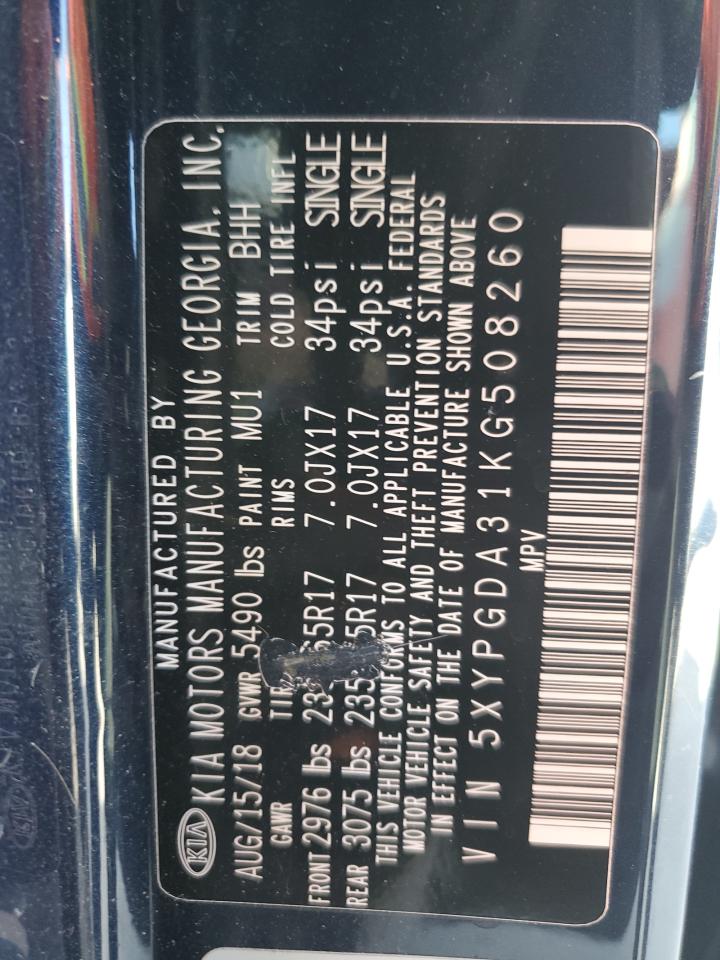 MANUFACTURED BY
KIA KIA MOTORS MANUFACTURING GEORGIA, INC.
AUG/15/18 GVWR 5490 lbs PAINT MU1 TRIM BHH
GAWR RIMS COLD TIRE INFL
FRONT 2976 lbs 7.0JX17 34psi SINGLE
REAR 3075 lbs 7.0JX17 34psi SINGLE
THIS VEHICLE CONFORMS TO ALL APPLICABLE U.S.A. FEDERAL
MOTOR VEHICLE SAFETY AND THEFT PREVENTION STANDARDS
IN EFFECT ON THE DATE OF MANUFACTURE SHOWN ABOVE
VIN 5XYPGDA31KG508260
MPV